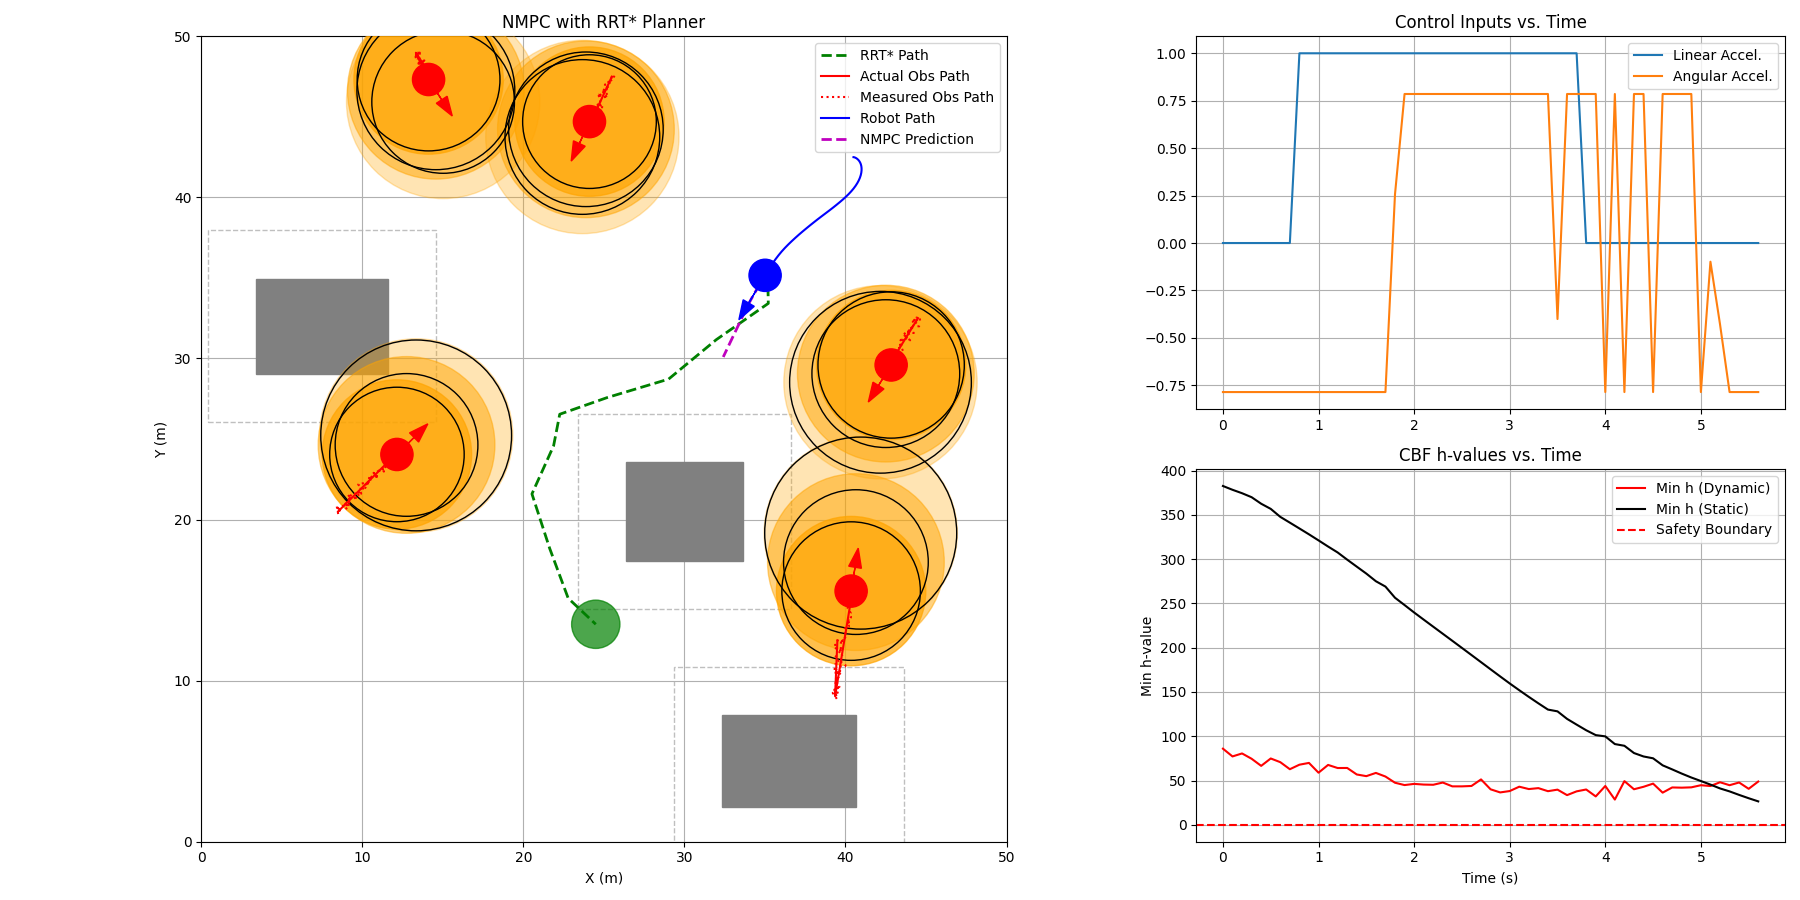 NMPC with RRT* Planner
50
40
30
20
10
0
Y (m)
0 10 20 30 40 50
X (m)
RRT* Path
Actual Obs Path
Measured Obs Path
Robot Path
NMPC Prediction
Control Inputs vs. Time
1.00
0.75
0.50
0.25
0.00
−0.25
−0.50
−0.75
0 1 2 3 4 5
Linear Accel.
Angular Accel.
CBF h-values vs. Time
400
350
300
250
200
150
100
50
0
Min h-value
0 1 2 3 4 5
Time (s)
Min h (Dynamic)
Min h (Static)
Safety Boundary